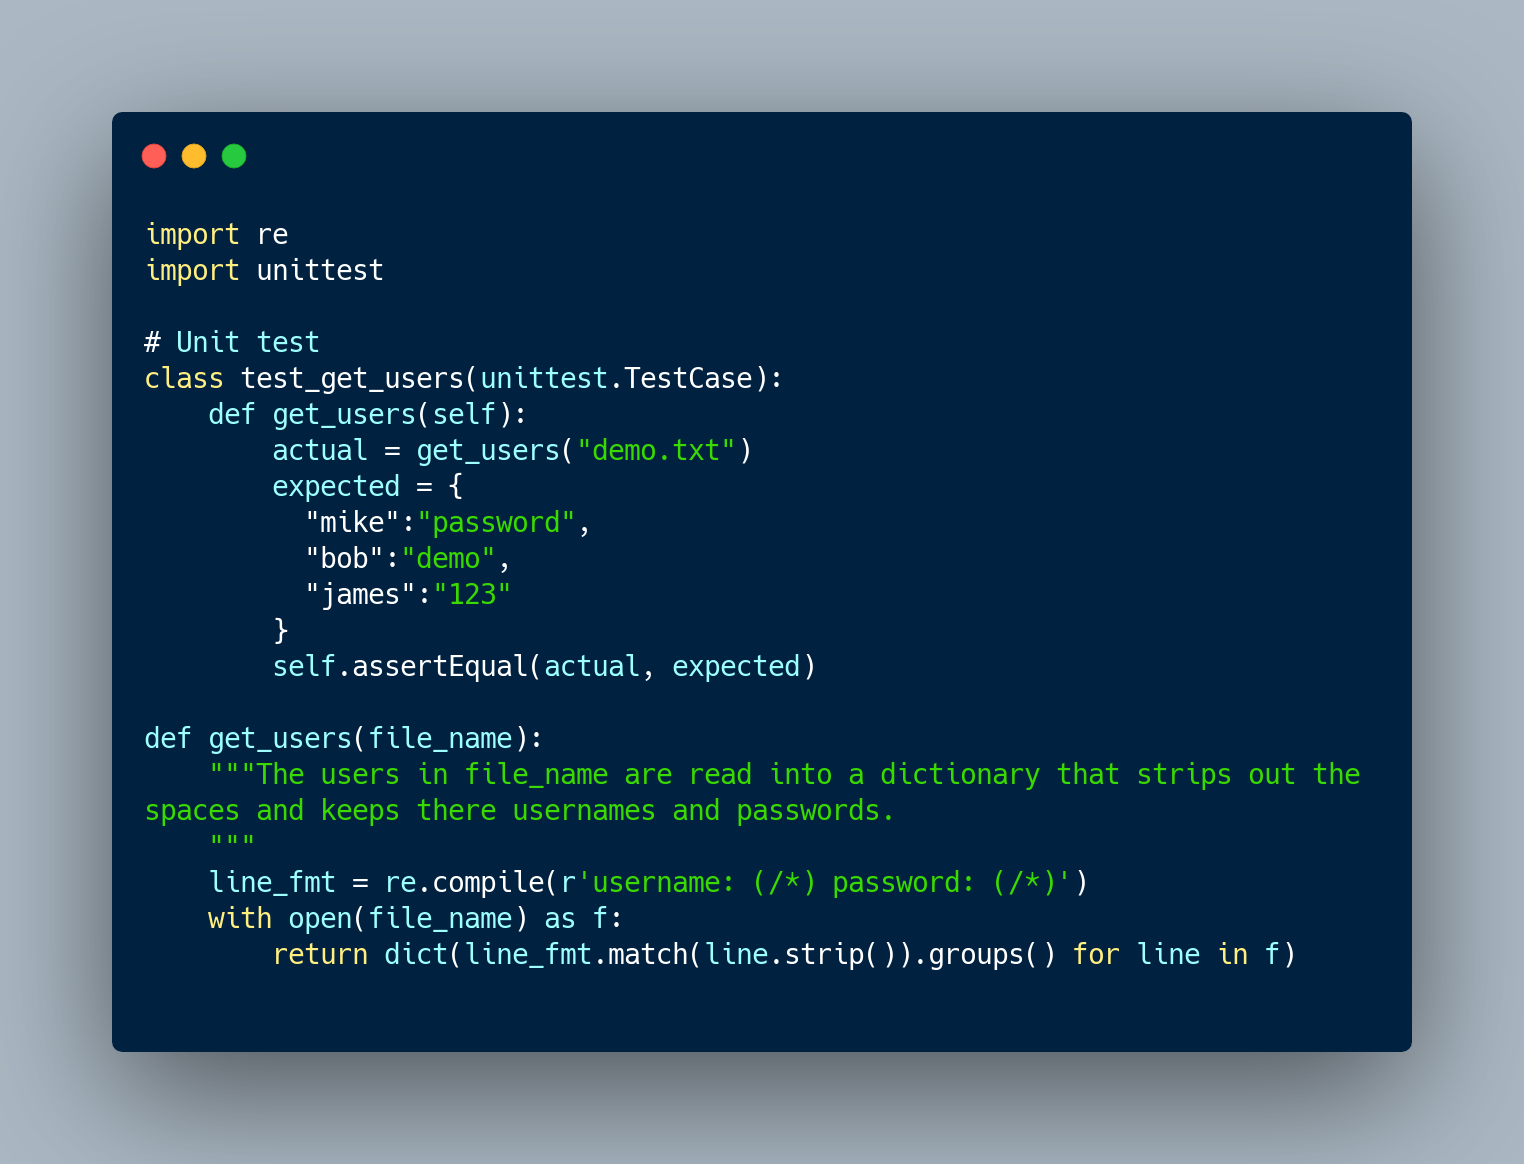 import re
import unittest

# Unit test
class test_get_users(unittest.TestCase):
    def get_users(self):
        actual = get_users("demo.txt")
        expected = {
          "mike":"password",
          "bob":"demo",
          "james":"123"
        }
        self.assertEqual(actual, expected)

def get_users(file_name):
    """The users in file_name are read into a dictionary that strips out the
spaces and keeps there usernames and passwords.
    """
    line_fmt = re.compile(r'username: (/*) password: (/*)')
    with open(file_name) as f:
        return dict(line_fmt.match(line.strip()).groups() for line in f)